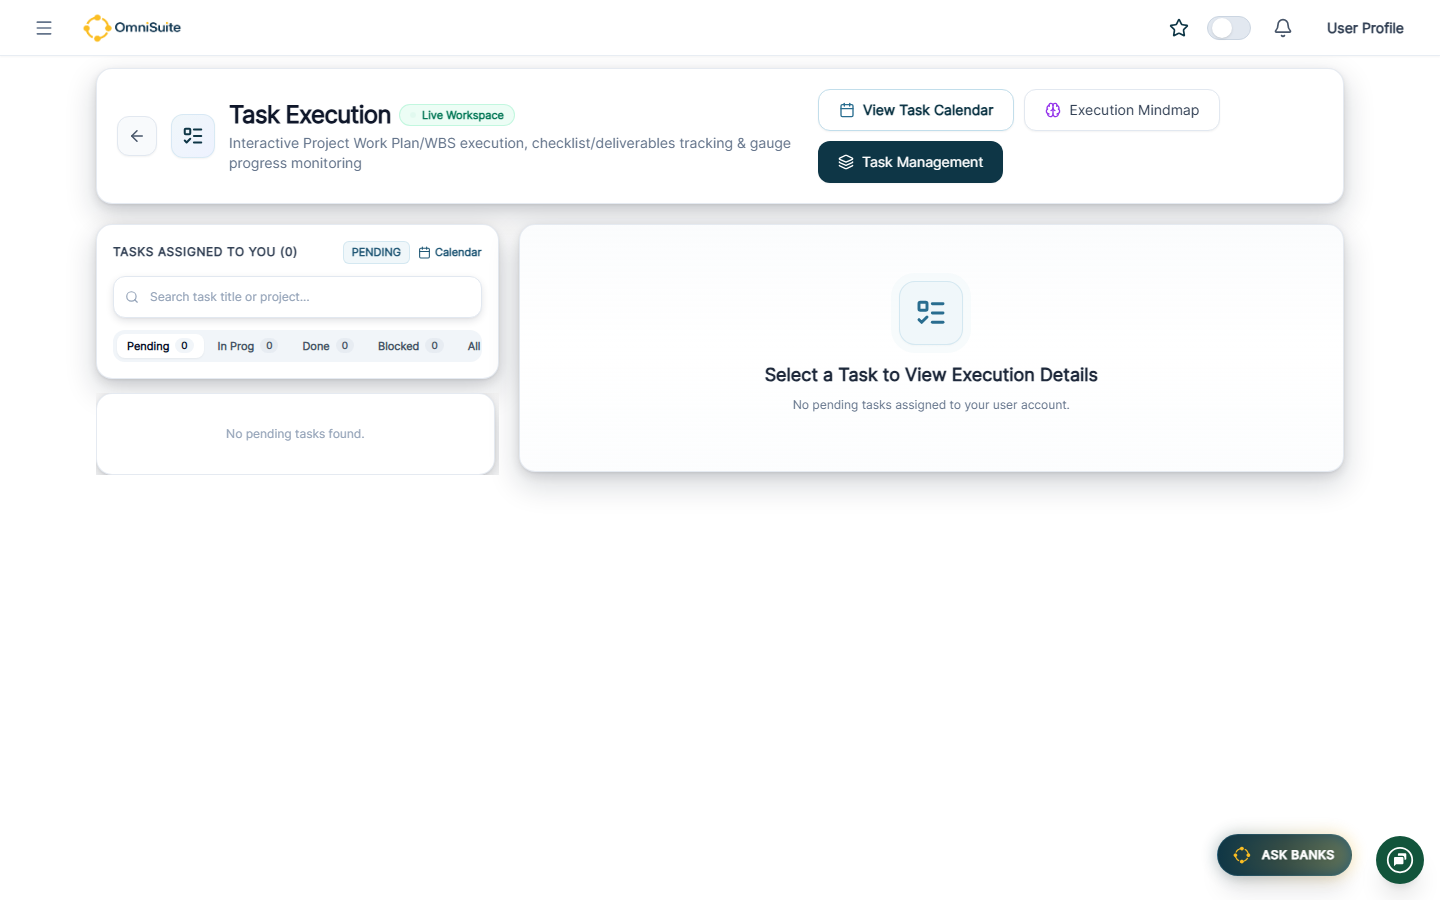 OmniSuite
User Profile
Task Execution
Live Workspace
Interactive Project Work Plan/WBS execution, checklist/deliverables tracking & gauge
progress monitoring
View Task Calendar
Execution Mindmap
Task Management
TASKS ASSIGNED TO YOU (0)
PENDING
Calendar
Search task title or project...
Pending 0
In Prog 0
Done 0
Blocked 0
All
No pending tasks found.
Select a Task to View Execution Details
No pending tasks assigned to your user account.
ASK BANKS